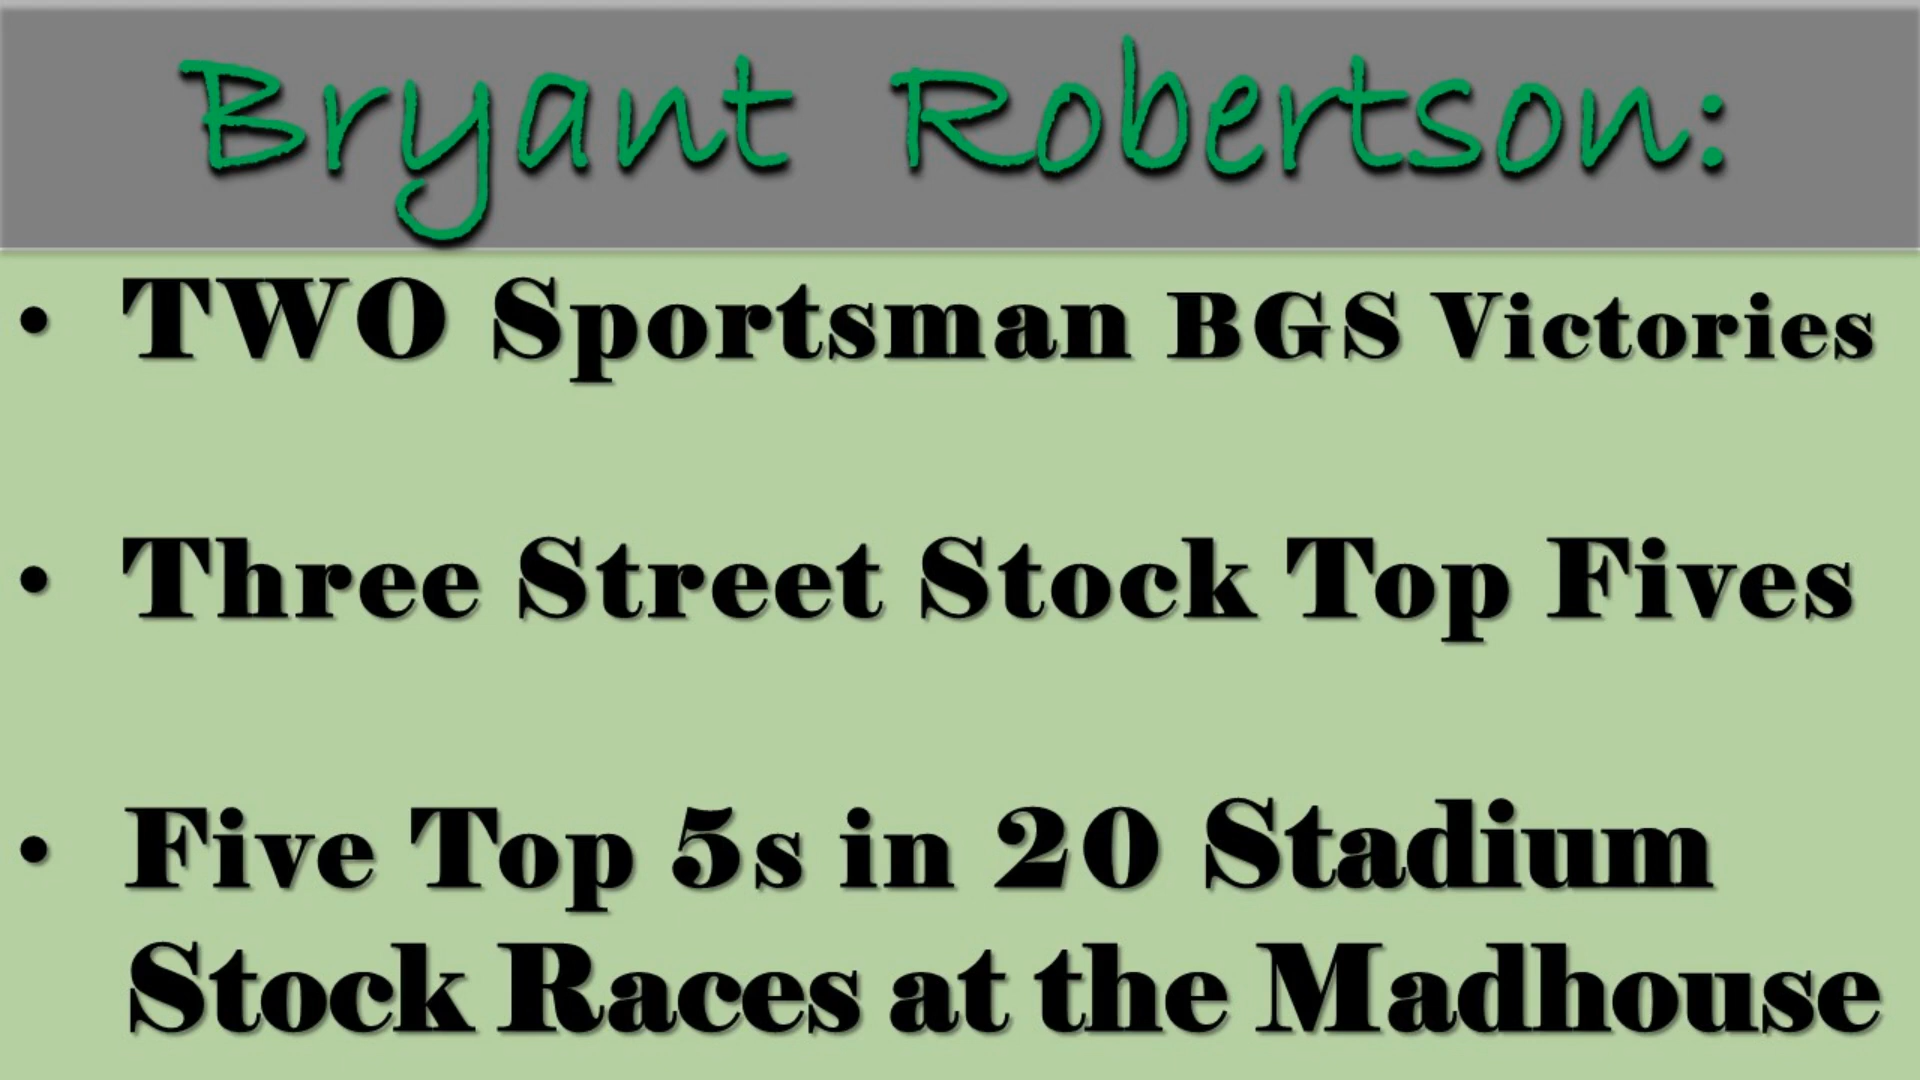 Bryant Robertson:
• TWO Sportsman BGS Victories
• Three Street Stock Top Fives
• Five Top 5s in 20 Stadium
Stock Races at the Madhouse